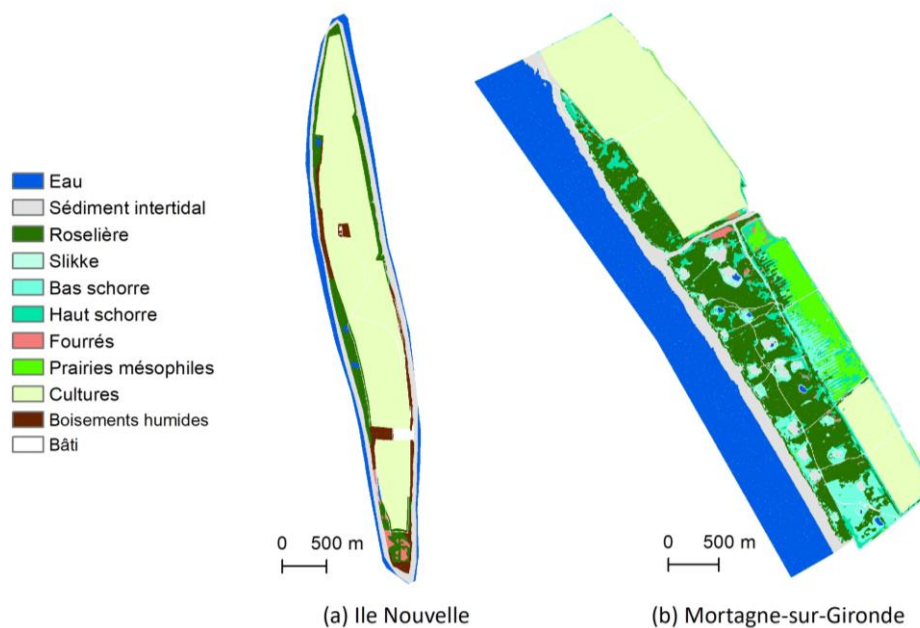 Eau
Sédiment intertidal
Roselière
Slikke
Bas schorre
Haut schorre
Fourrés
Prairies mésophiles
Cultures
Boisements humides
Bâti
0 500 m
0 500 m
(a) Ile Nouvelle
(b) Mortagne-sur-Gironde